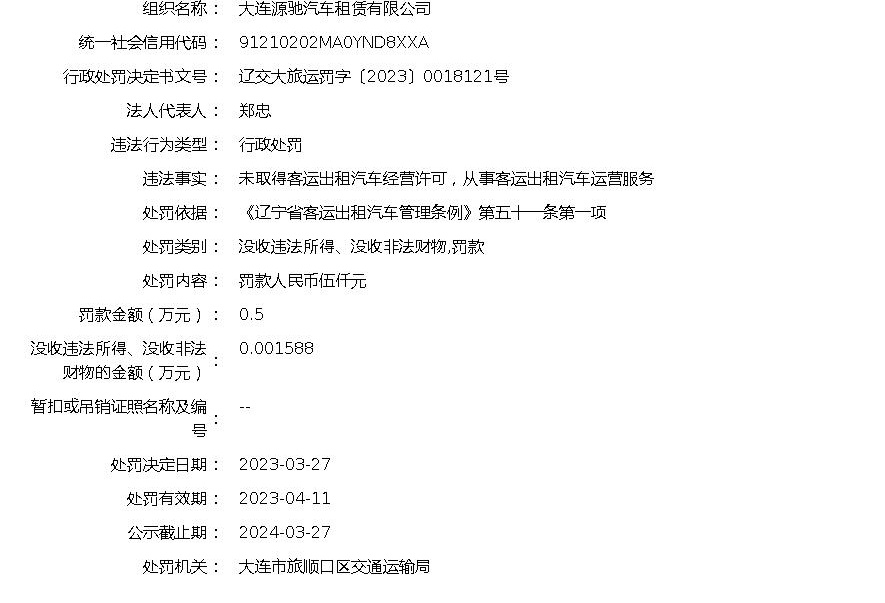 组织名称： 大连源驰汽车租赁有限公司
统一社会信用代码： 91210202MA0YND8XXA
行政处罚决定书文号： 辽交大旅运罚字〔2023〕0018121号
法人代表人： 郑忠
违法行为类型： 行政处罚
违法事实： 未取得客运出租汽车经营许可，从事客运出租汽车运营服务
处罚依据： 《辽宁省客运出租汽车管理条例》第五十一条第一项
处罚类别： 没收违法所得、没收非法财物,罚款
处罚内容： 罚款人民币伍仟元
罚款金额（万元）： 0.5
没收违法所得、没收非法
财物的金额（万元）： 0.001588
暂扣或吊销证照名称及编
号： --
处罚决定日期： 2023-03-27
处罚有效期： 2023-04-11
公示截止期： 2024-03-27
处罚机关： 大连市旅顺口区交通运输局